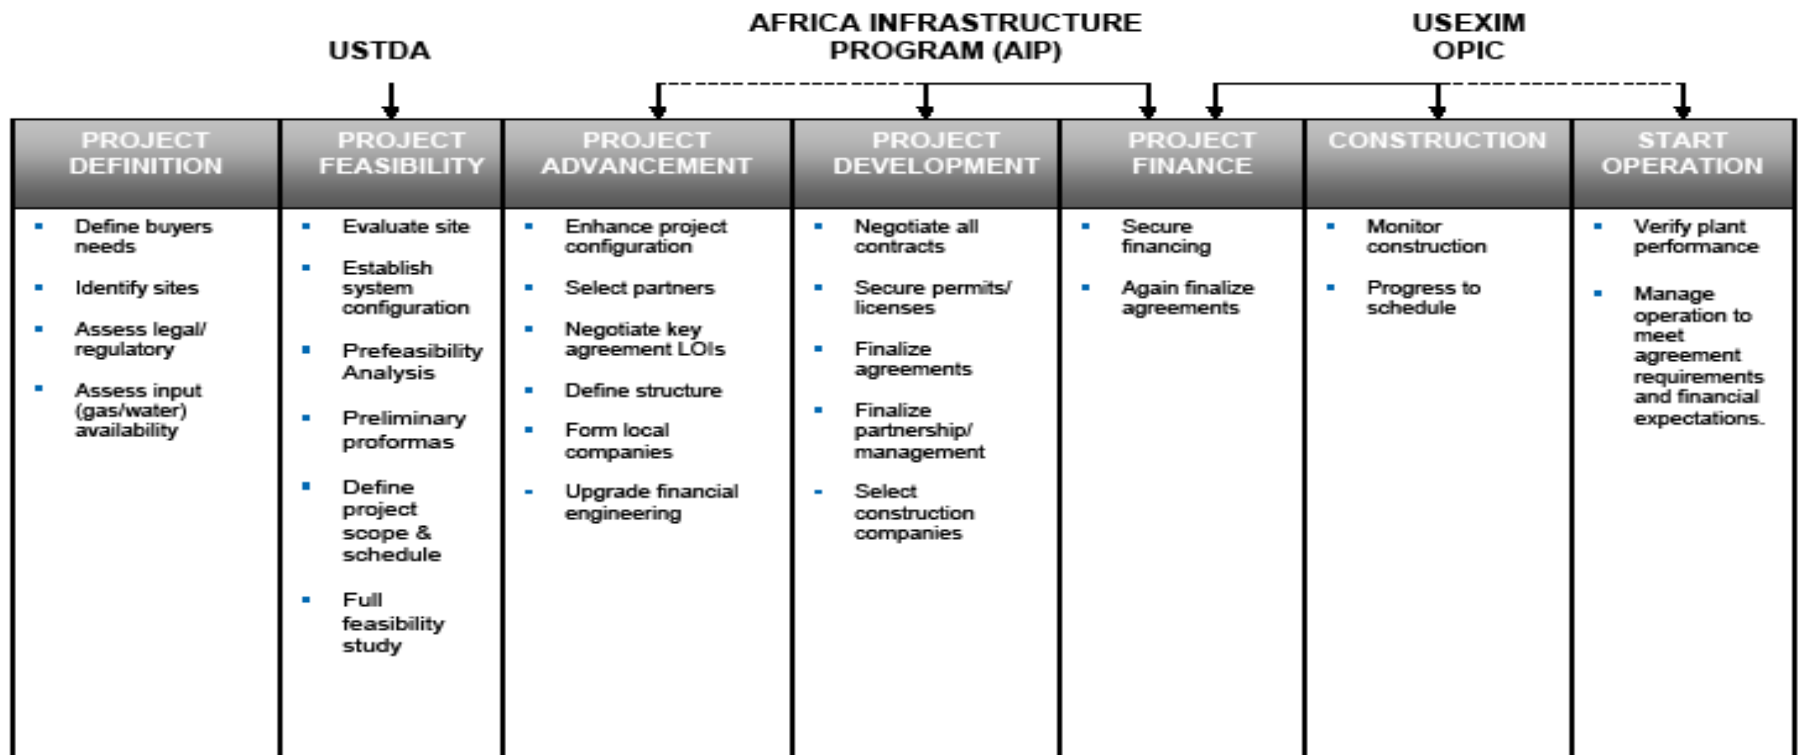 USTDA
AFRICA INFRASTRUCTURE
PROGRAM (AIP)
USEXIM
OPIC
PROJECT
DEFINITION
▪ Define buyers
needs
▪ Identify sites
▪ Assess legal/
regulatory
▪ Assess input
(gas/water)
availability
PROJECT
FEASIBILITY
▪ Evaluate site
▪ Establish
system
configuration
▪ Prefeasibility
Analysis
▪ Preliminary
proformas
▪ Define
project
scope &
schedule
▪ Full
feasibility
study
PROJECT
ADVANCEMENT
▪ Enhance project
configuration
▪ Select partners
▪ Negotiate key
agreement LOIs
▪ Define structure
▪ Form local
companies
▪ Upgrade financial
engineering
PROJECT
DEVELOPMENT
▪ Negotiate all
contracts
▪ Secure permits/
licenses
▪ Finalize
agreements
▪ Finalize
partnership/
management
▪ Select
construction
companies
PROJECT
FINANCE
▪ Secure
financing
▪ Again finalize
agreements
CONSTRUCTION
▪ Monitor
construction
▪ Progress to
schedule
START
OPERATION
▪ Verify plant
performance
▪ Manage
operation to
meet
agreement
requirements
and financial
expectations.